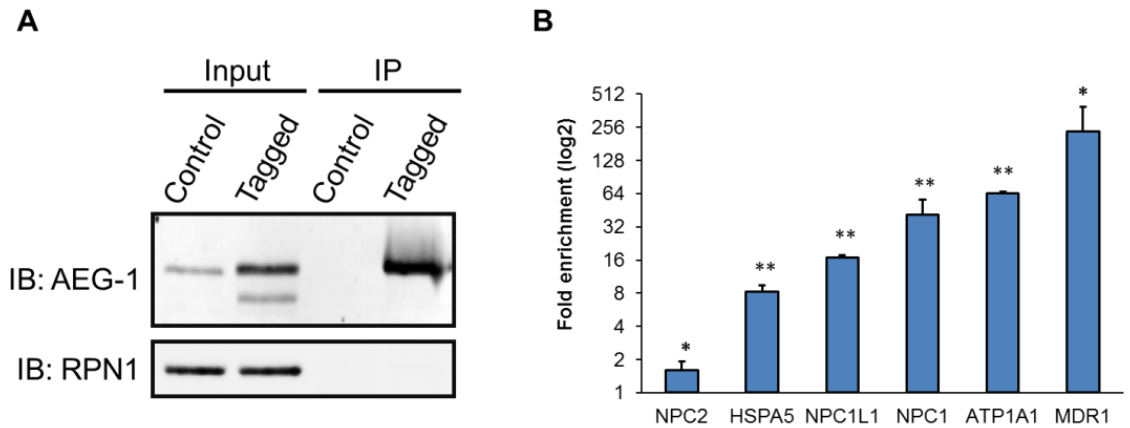 A
Input
IP
Control
Tagged
Control
Tagged
IB: AEG-1
IB: RPN1
B
Fold enrichment (log2)
512
256
128
64
32
16
8
4
2
1
*
**
**
**
**
*
NPC2 HSPA5 NPC1L1 NPC1 ATP1A1 MDR1